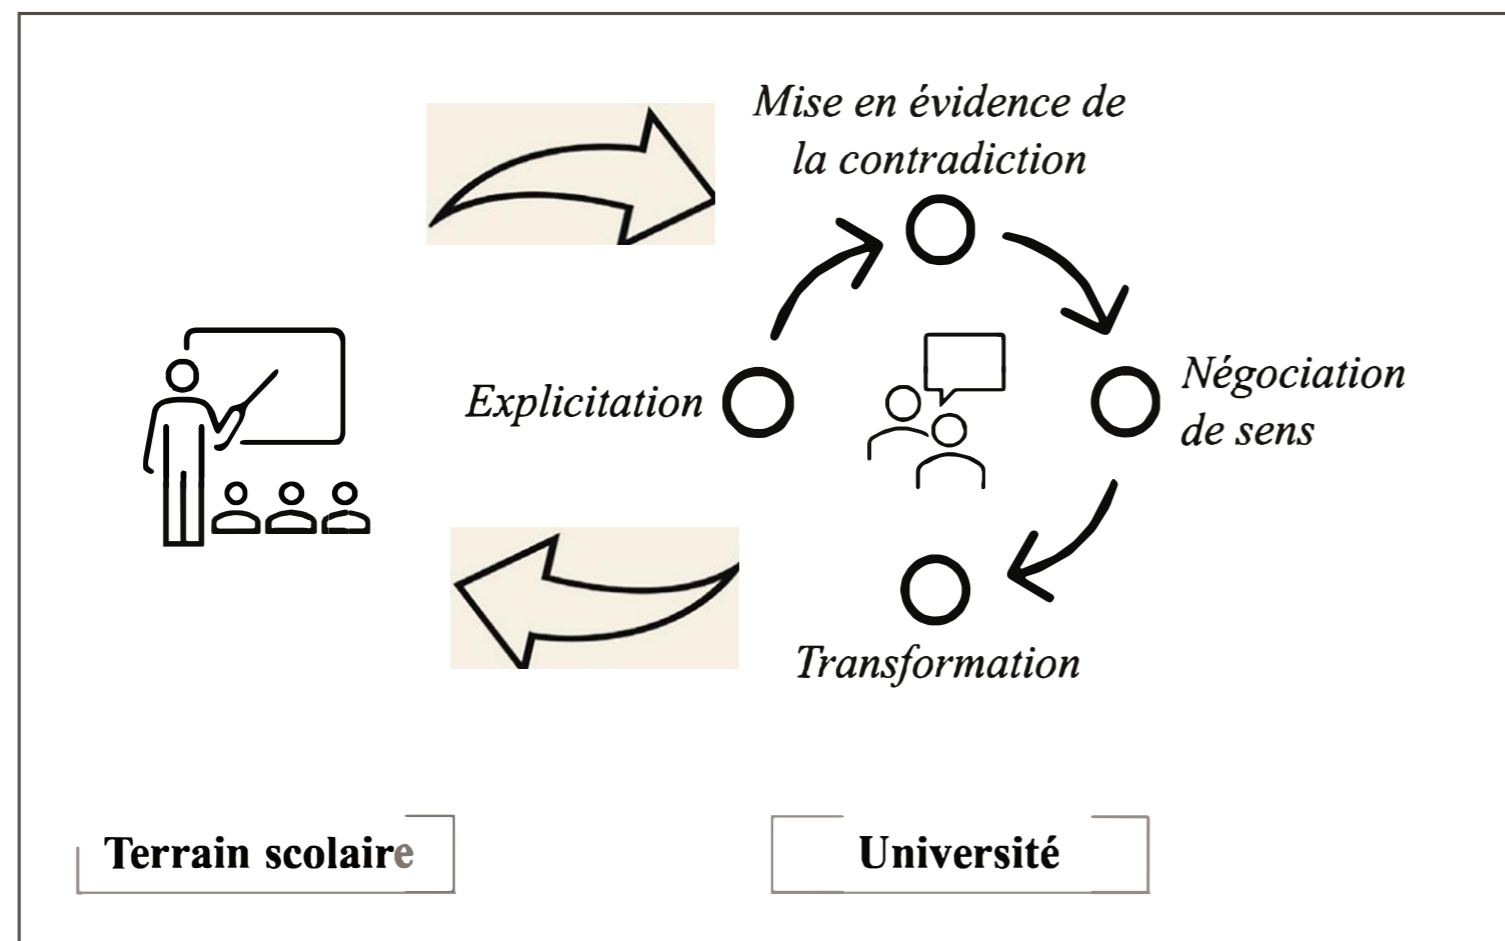 Mise en évidence de
la contradiction
Explicitation
Négociation
de sens
Transformation
Terrain scolaire
Université